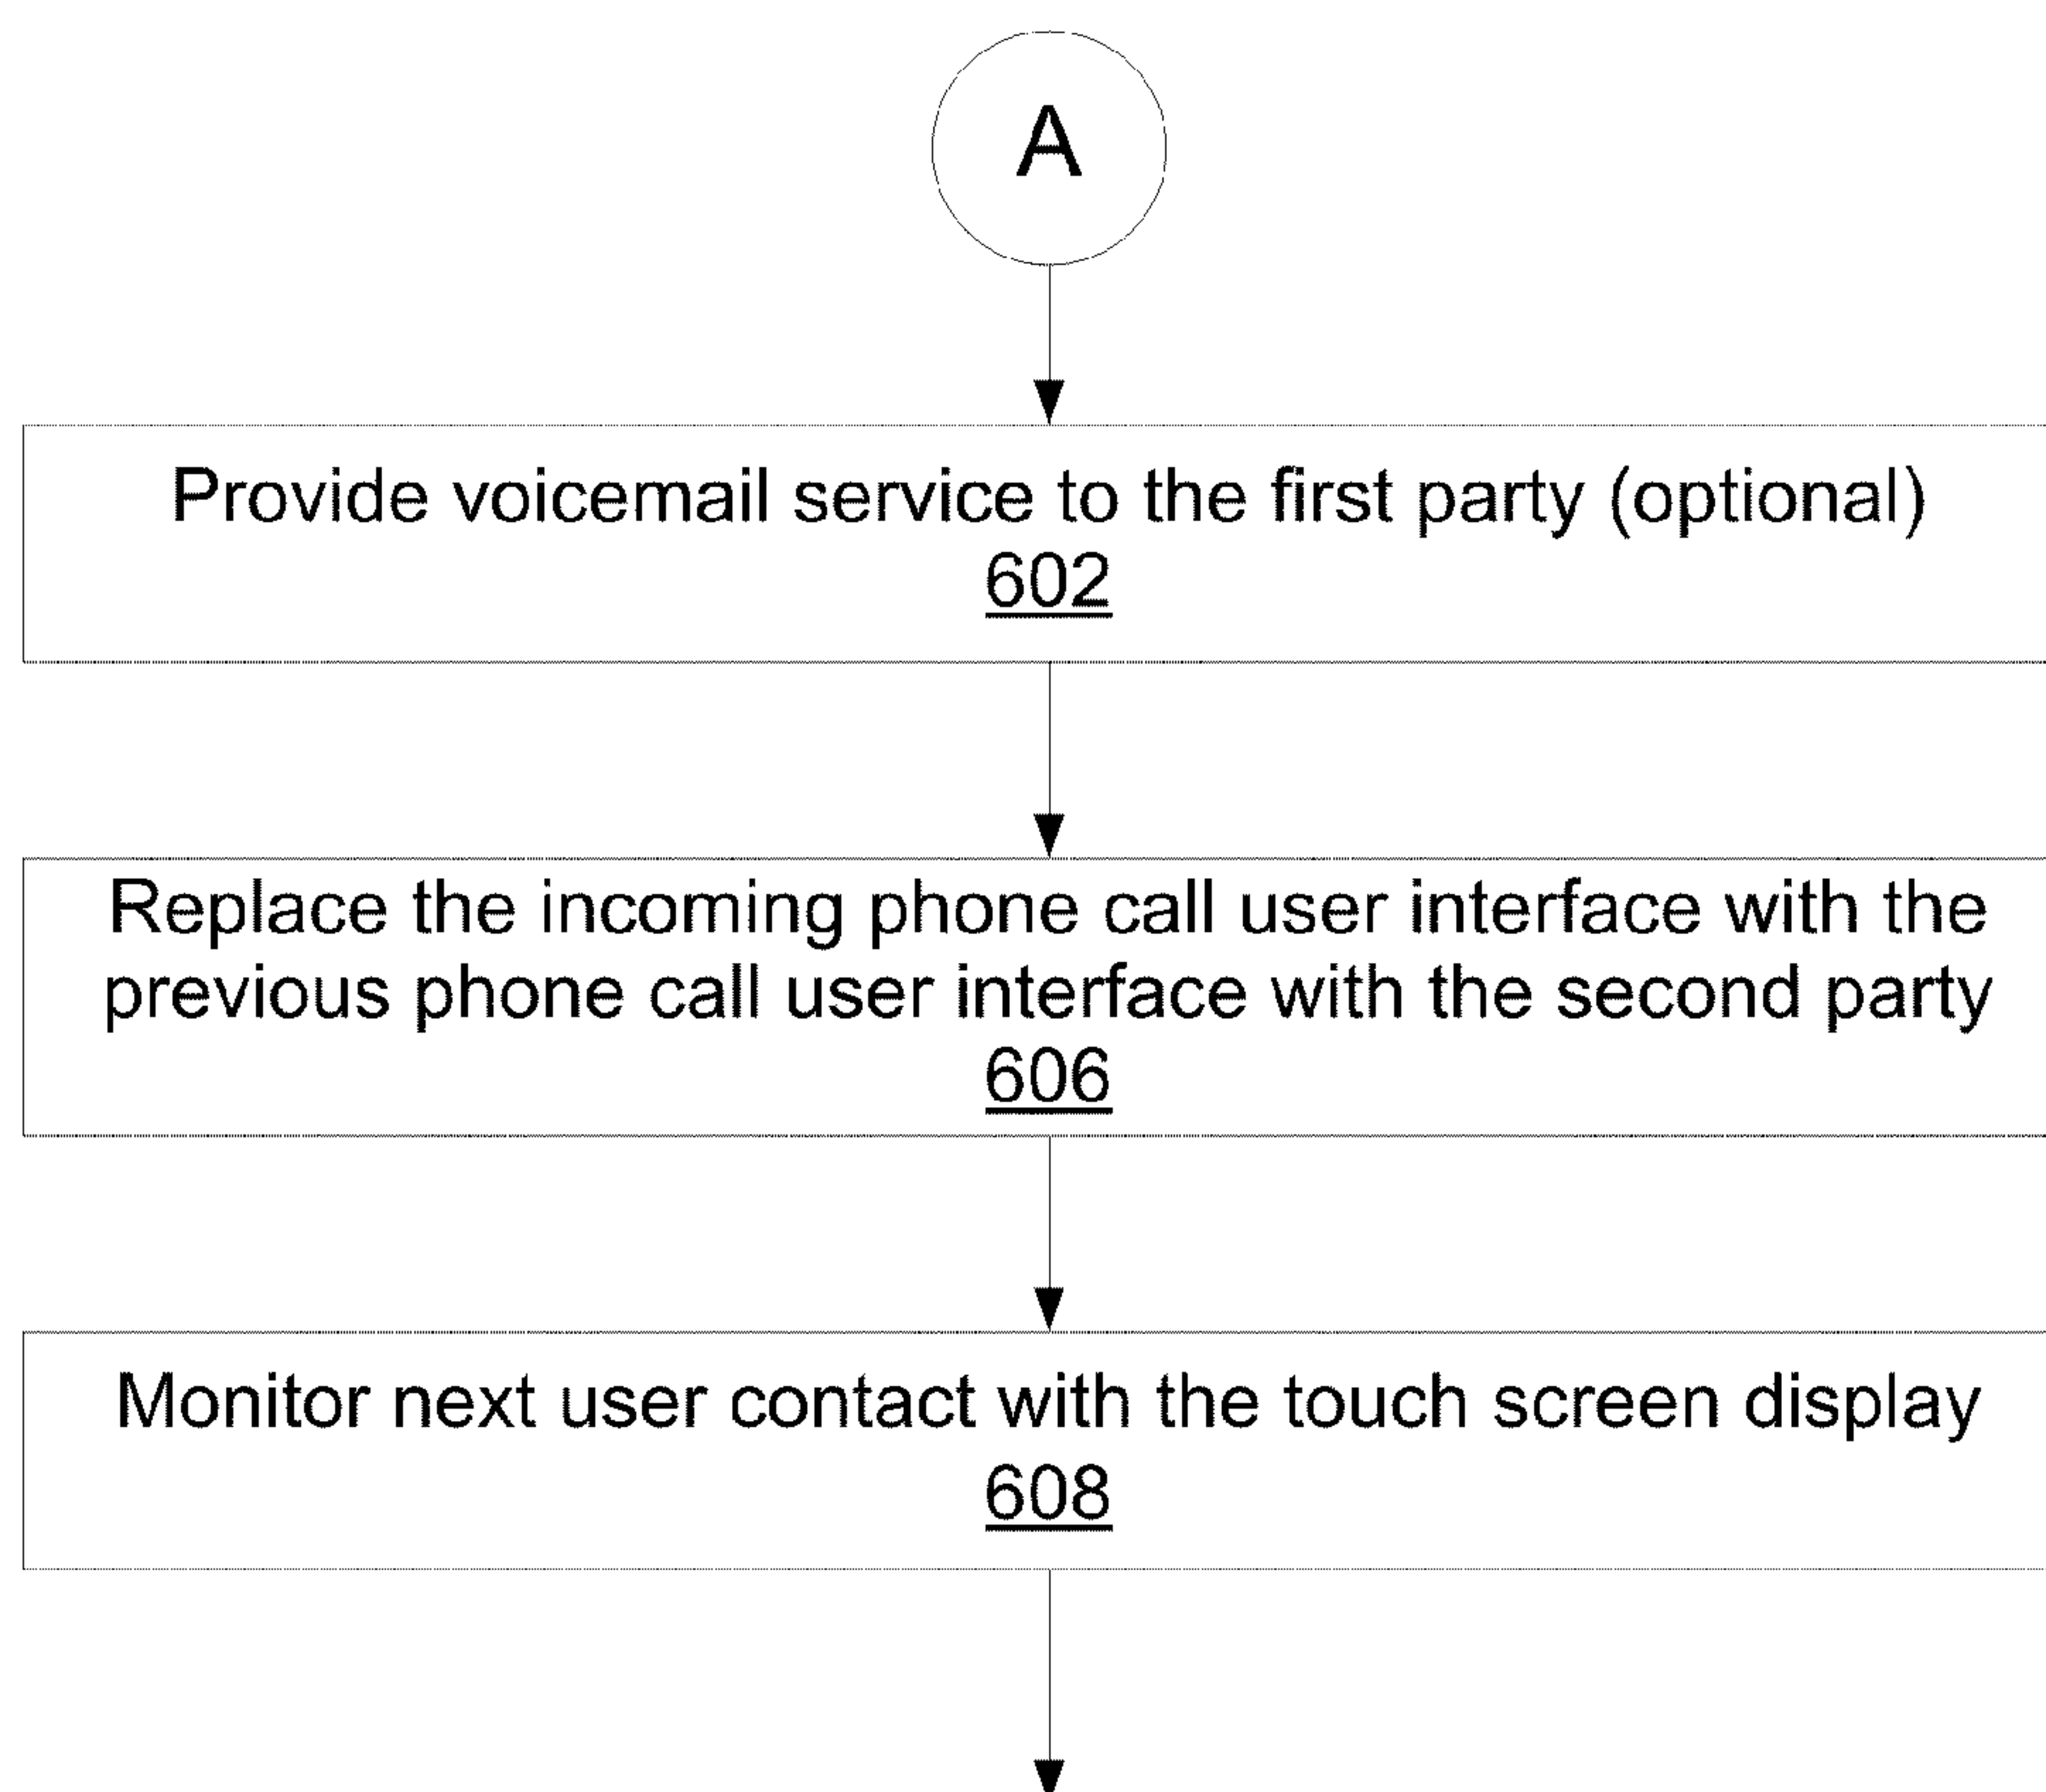 A
Provide voicemail service to the first party (optional)
602
Replace the incoming phone call user interface with the
previous phone call user interface with the second party
606
Monitor next user contact with the touch screen display
608